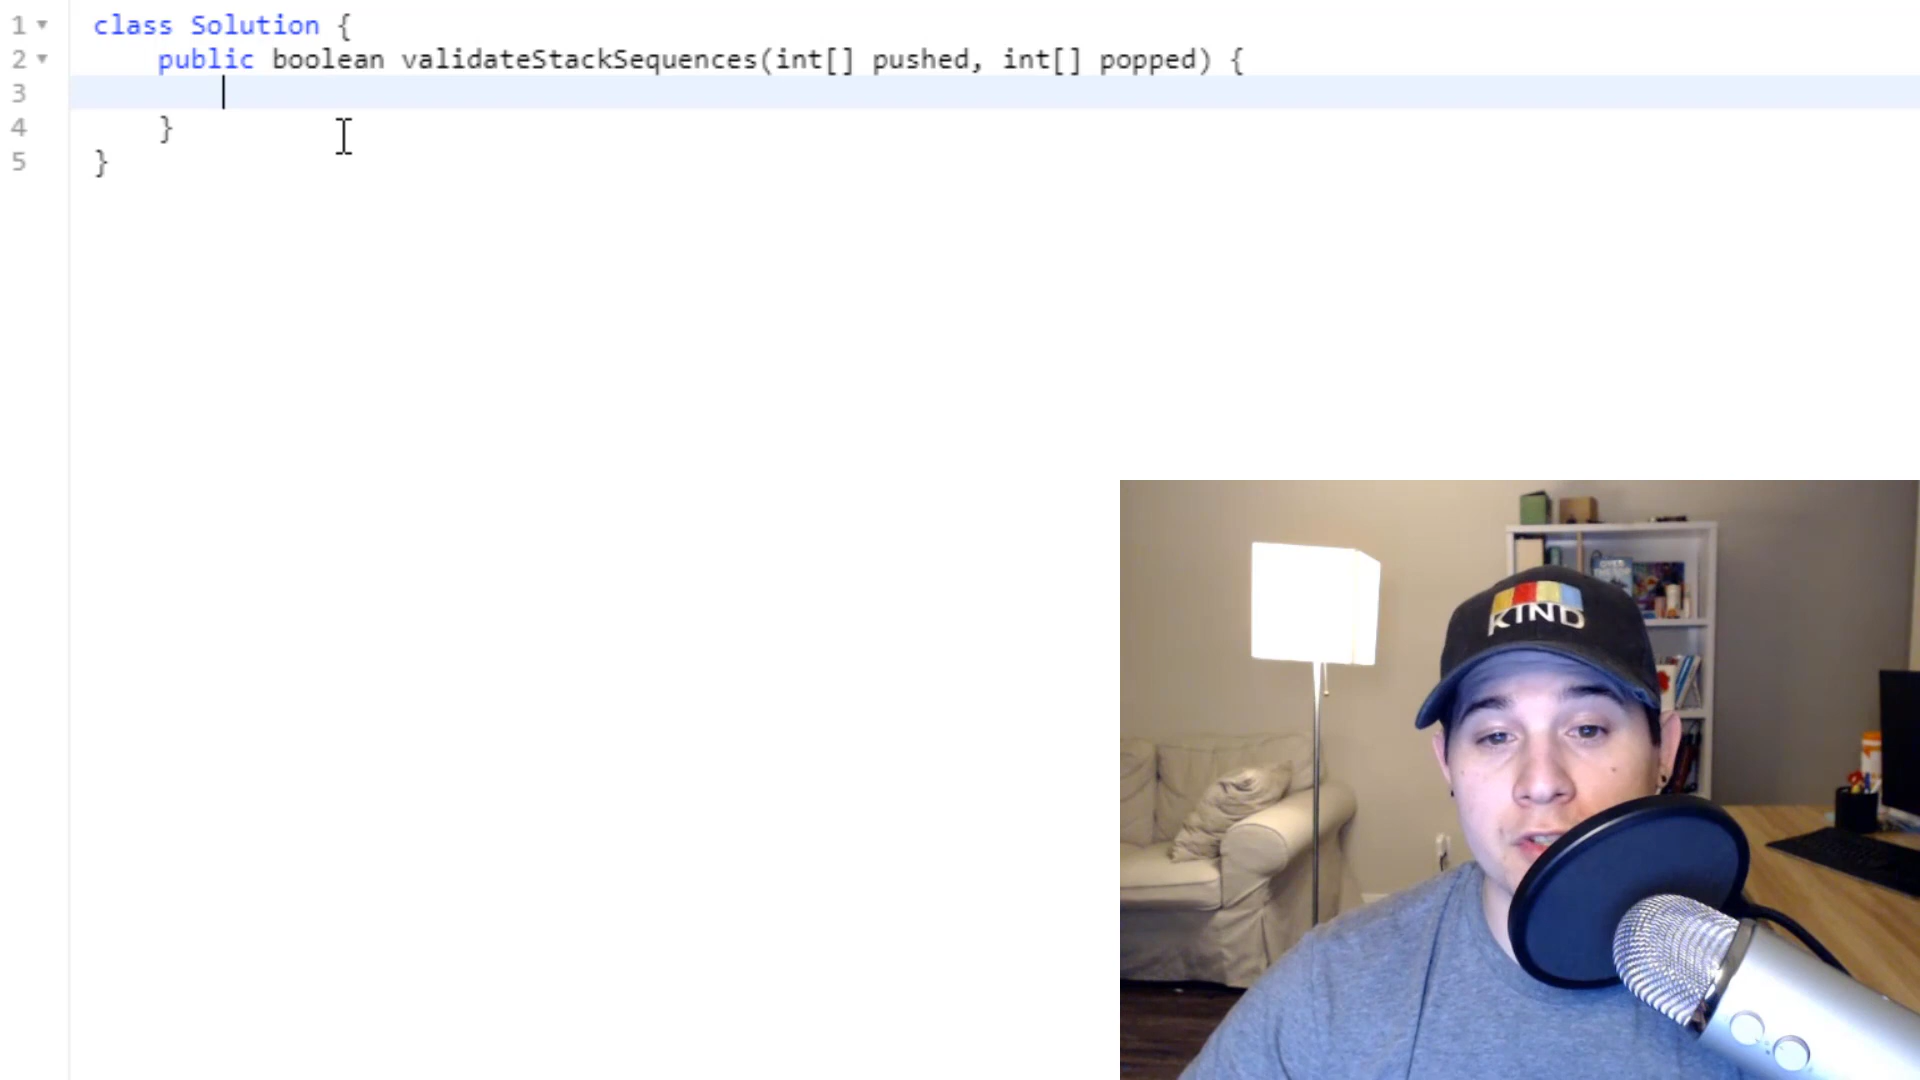 1 class Solution {
2 public boolean validateStackSequences(int[] pushed, int[] popped) {
3
4 }
5 }
KIND